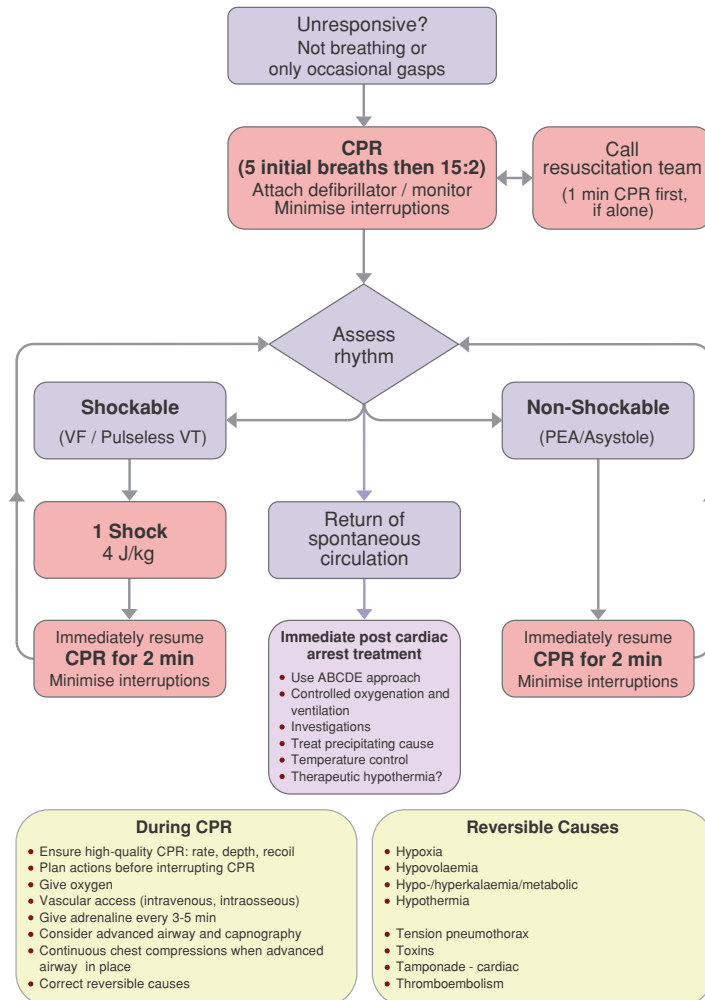 Unresponsive?
Not breathing or
only occasional gasps
CPR
(5 initial breaths then 15:2)
Attach defibrillator / monitor
Minimise interruptions
Call
resuscitation team
(1 min CPR first,
if alone)
Assess
rhythm
Shockable
(VF / Pulseless VT)
Non-Shockable
(PEA/Asystole)
1 Shock
4 J/kg
Return of
spontaneous
circulation
Immediately resume
CPR for 2 min
Minimise interruptions
Immediate post cardiac
arrest treatment
• Use ABCDE approach
• Controlled oxygenation and
ventilation
• Investigations
• Treat precipitating cause
• Temperature control
• Therapeutic hypothermia?
Immediately resume
CPR for 2 min
Minimise interruptions
During CPR
• Ensure high-quality CPR: rate, depth, recoil
• Plan actions before interrupting CPR
• Give oxygen
• Vascular access (intravenous, intraosseous)
• Give adrenaline every 3-5 min
• Consider advanced airway and capnography
• Continuous chest compressions when advanced
airway in place
• Correct reversible causes
Reversible Causes
• Hypoxia
• Hypovolaemia
• Hypo-/hyperkalaemia/metabolic
• Hypothermia
• Tension pneumothorax
• Toxins
• Tamponade - cardiac
• Thromboembolism